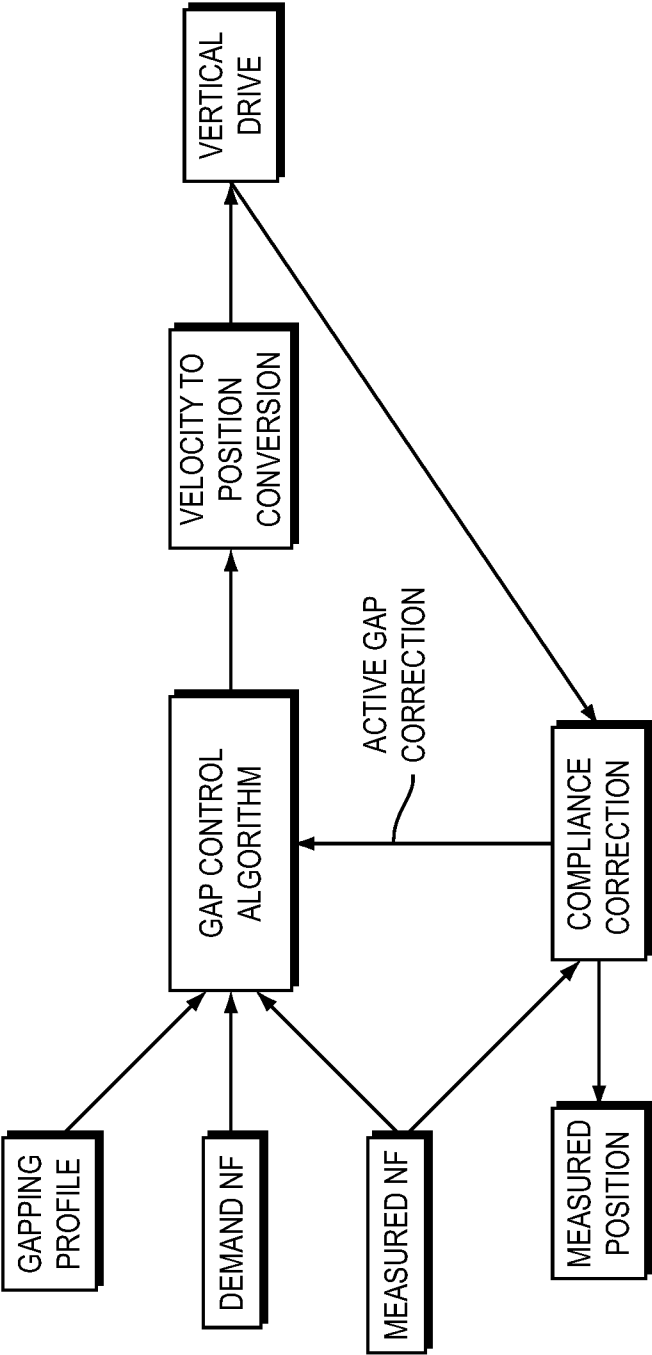 GAPPING
PROFILE
DEMAND NF
MEASURED NF
MEASURED
POSITION
GAP CONTROL
ALGORITHM
ACTIVE GAP
CORRECTION
COMPLIANCE
CORRECTION
VELOCITY TO
POSITION
CONVERSION
VERTICAL
DRIVE